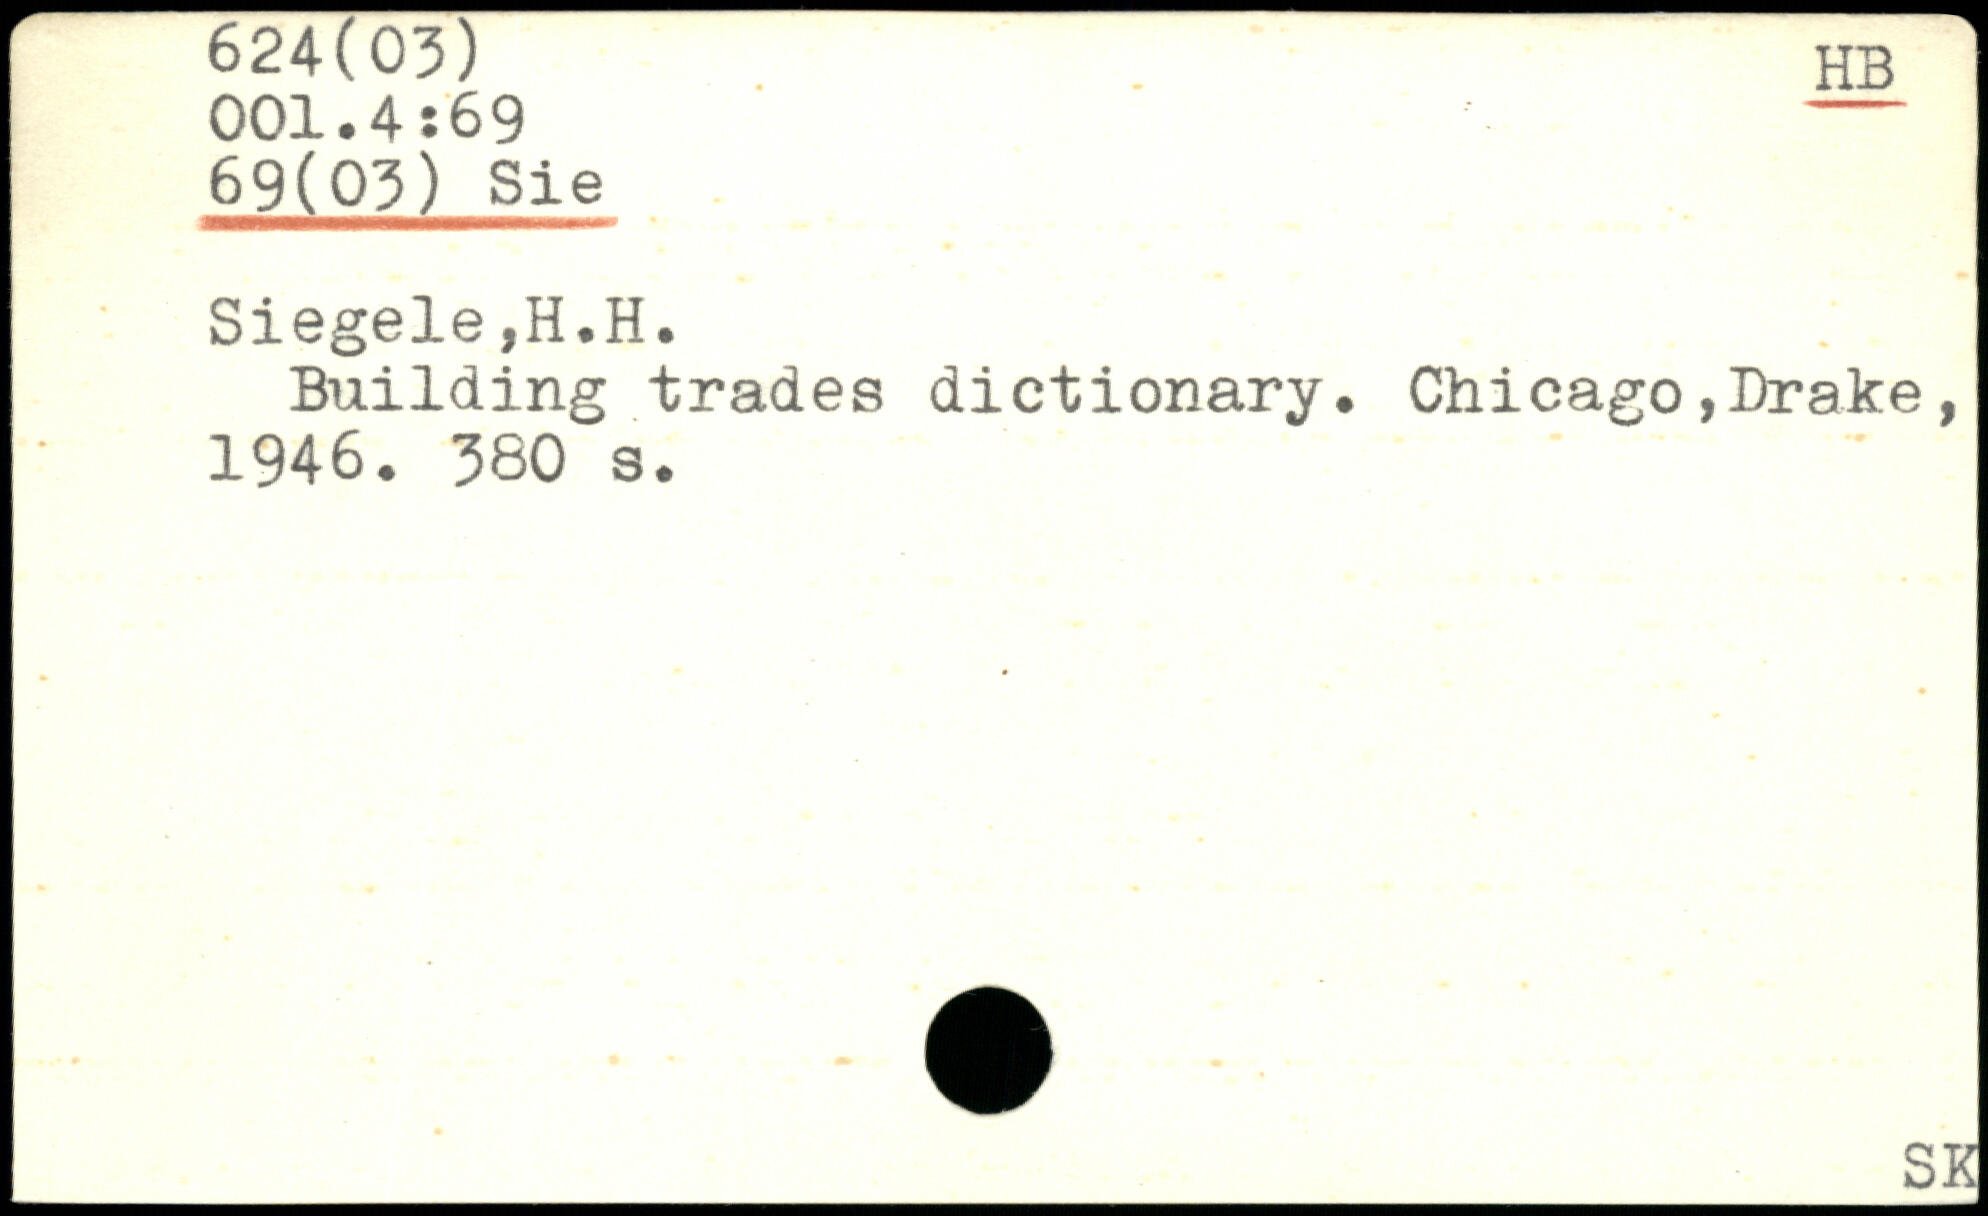 624(03)
HB
001.4:69
69(03) Sie
Siegele,H.H.
Building trades dictionary. Chicago,Drake,
1946. 380 s.
SK